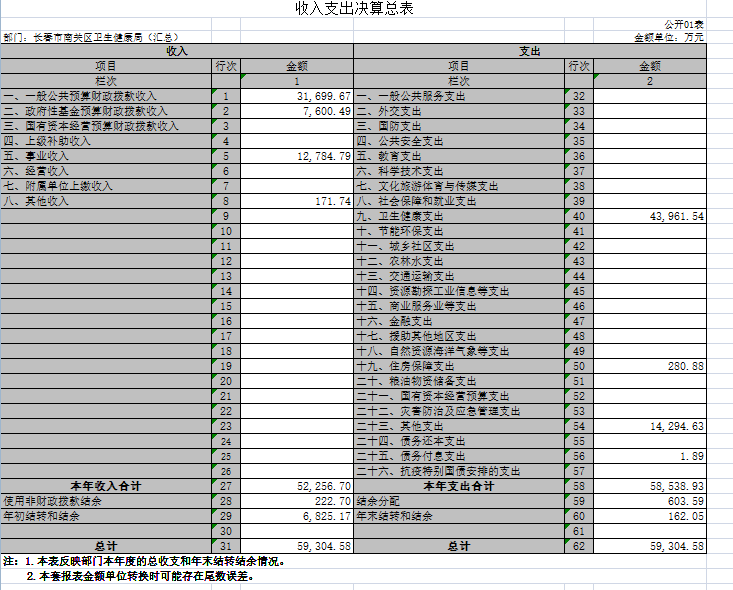 收入支出决算总表
公开01表
部门：长春市南关区卫生健康局（汇总） 金额单位：万元
收入 支出
项目 行次 金额 项目 行次 金额
栏次 1 栏次 2
一、一般公共预算财政拨款收入 1 31,699.67 一、一般公共服务支出 32
二、政府性基金预算财政拨款收入 2 7,600.49 二、外交支出 33
三、国有资本经营预算财政拨款收入 3 三、国防支出 34
四、上级补助收入 4 四、公共安全支出 35
五、事业收入 5 12,784.79 五、教育支出 36
六、经营收入 6 六、科学技术支出 37
七、附属单位上缴收入 7 七、文化旅游体育与传媒支出 38
八、其他收入 8 171.74 八、社会保障和就业支出 39
9 九、卫生健康支出 40 43,961.54
10 十、节能环保支出 41
11 十一、城乡社区支出 42
12 十二、农林水支出 43
13 十三、交通运输支出 44
14 十四、资源勘探工业信息等支出 45
15 十五、商业服务业等支出 46
16 十六、金融支出 47
17 十七、援助其他地区支出 48
18 十八、自然资源海洋气象等支出 49
19 十九、住房保障支出 50 280.88
20 二十、粮油物资储备支出 51
21 二十一、国有资本经营预算支出 52
22 二十二、灾害防治及应急管理支出 53
23 二十三、其他支出 54 14,294.63
24 二十四、债务还本支出 55
25 二十五、债务付息支出 56 1.89
26 二十六、抗疫特别国债安排的支出 57
本年收入合计 27 52,256.70 本年支出合计 58 58,538.93
使用非财政拨款结余 28 222.70 结余分配 59 603.59
年初结转和结余 29 6,825.17 年末结转和结余 60 162.05
30 61
总计 31 59,304.58 总计 62 59,304.58
注：1.本表反映部门本年度的总收支和年末结转结余情况。
2.本套报表金额单位转换时可能存在尾数误差。